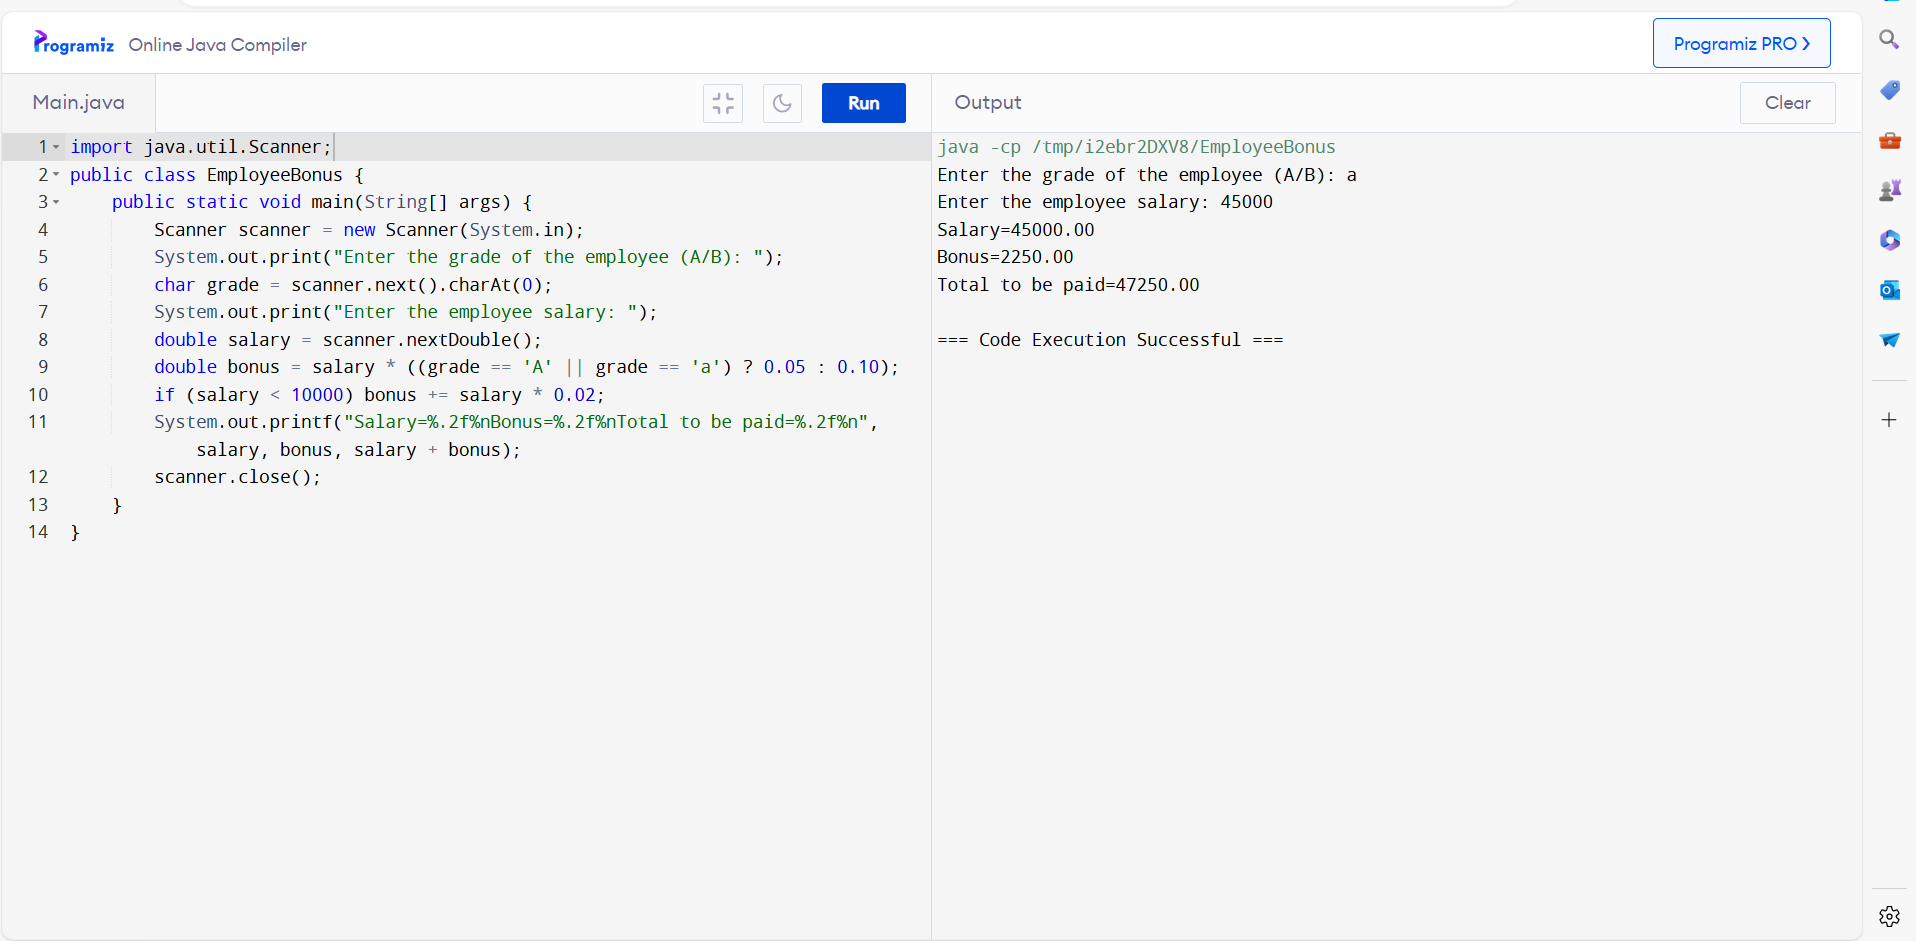 Programiz Online Java Compiler
Programiz PRO
Main.java
Run
Output
Clear
1 import java.util.Scanner;
2 public class EmployeeBonus {
3 public static void main(String[] args) {
4 Scanner scanner = new Scanner(System.in);
5 System.out.print("Enter the grade of the employee (A/B): ");
6 char grade = scanner.next().charAt(0);
7 System.out.print("Enter the employee salary: ");
8 double salary = scanner.nextDouble();
9 double bonus = salary * ((grade == 'A' || grade == 'a') ? 0.05 : 0.10);
10 if (salary < 10000) bonus += salary * 0.02;
11 System.out.printf("Salary=%.2f%nBonus=%.2f%nTotal to be paid=%.2f%n",
salary, bonus, salary + bonus);
12 scanner.close();
13 }
14 }
java -cp /tmp/i2ebr2DXV8/EmployeeBonus
Enter the grade of the employee (A/B): a
Enter the employee salary: 45000
Salary=45000.00
Bonus=2250.00
Total to be paid=47250.00
=== Code Execution Successful ===